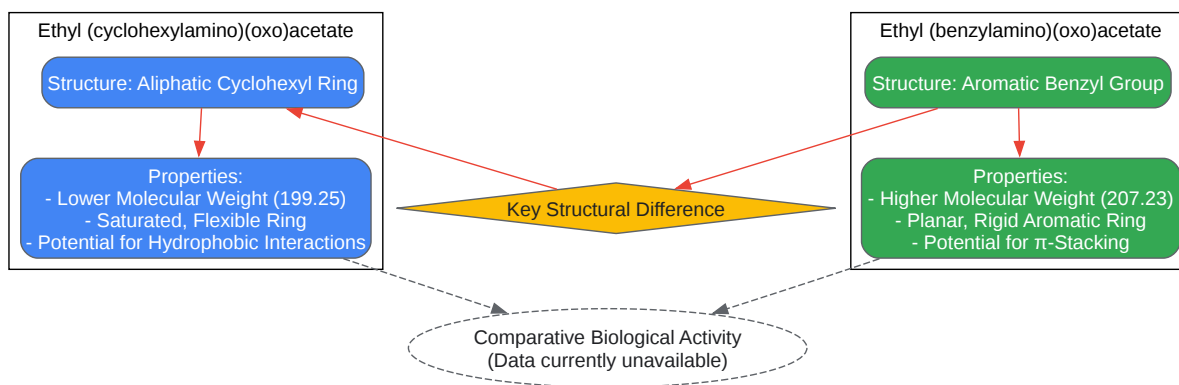 Ethyl (cyclohexylamino)(oxo)acetate
Structure: Aliphatic Cyclohexyl Ring
Properties:
- Lower Molecular Weight (199.25)
- Saturated, Flexible Ring
- Potential for Hydrophobic Interactions
Key Structural Difference
Ethyl (benzylamino)(oxo)acetate
Structure: Aromatic Benzyl Group
Properties:
- Higher Molecular Weight (207.23)
- Planar, Rigid Aromatic Ring
- Potential for π-Stacking
Comparative Biological Activity
(Data currently unavailable)